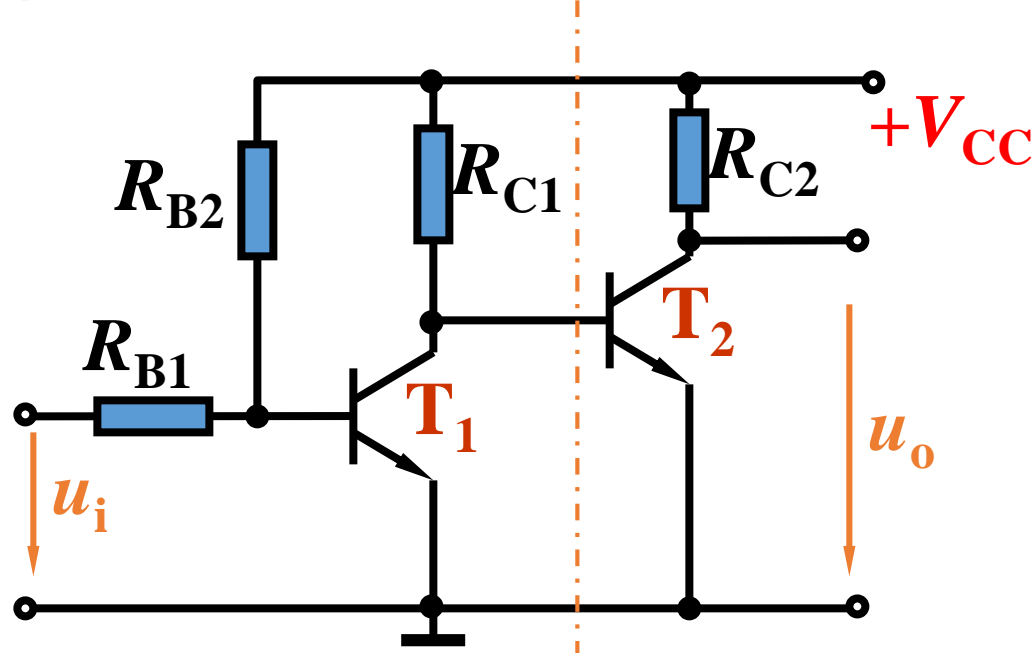 +V_CC
R_B2
R_C1
R_C2
R_B1
T_1
T_2
u_i
u_o